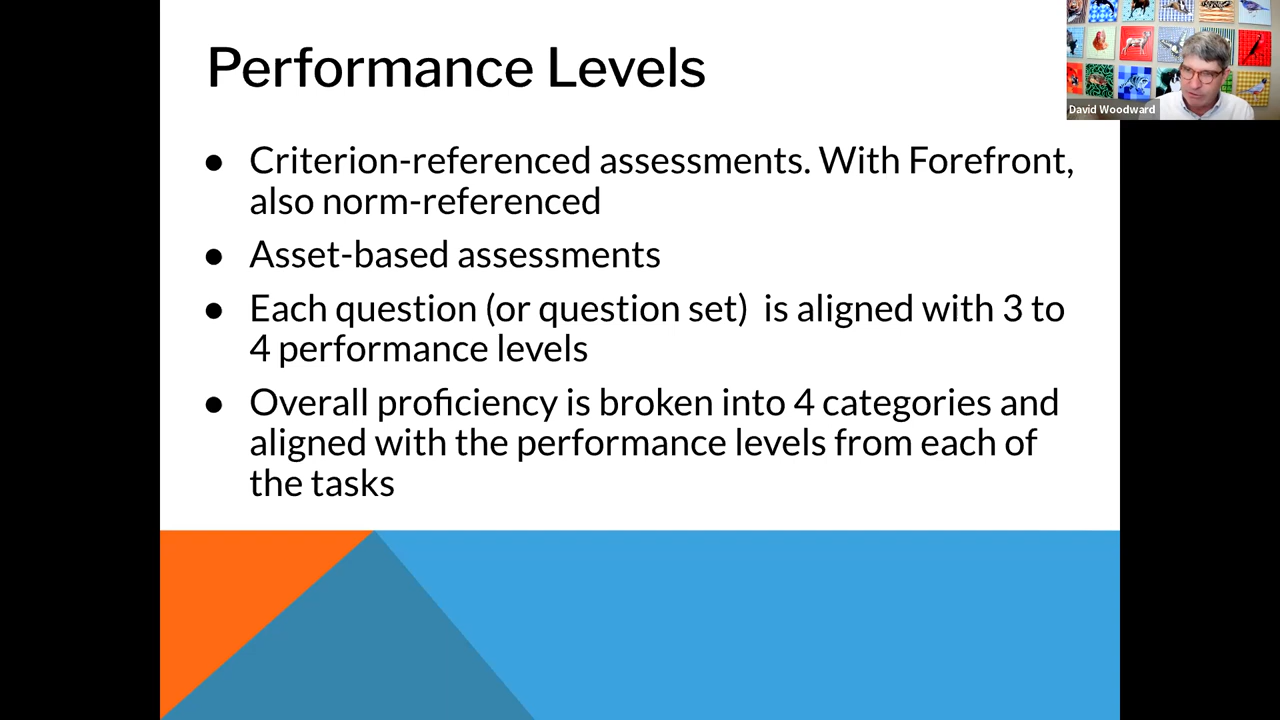 Performance Levels
David Woodward
● Criterion-referenced assessments. With Forefront,
also norm-referenced
● Asset-based assessments
● Each question (or question set)  is aligned with 3 to
4 performance levels
● Overall proficiency is broken into 4 categories and
aligned with the performance levels from each of
the tasks